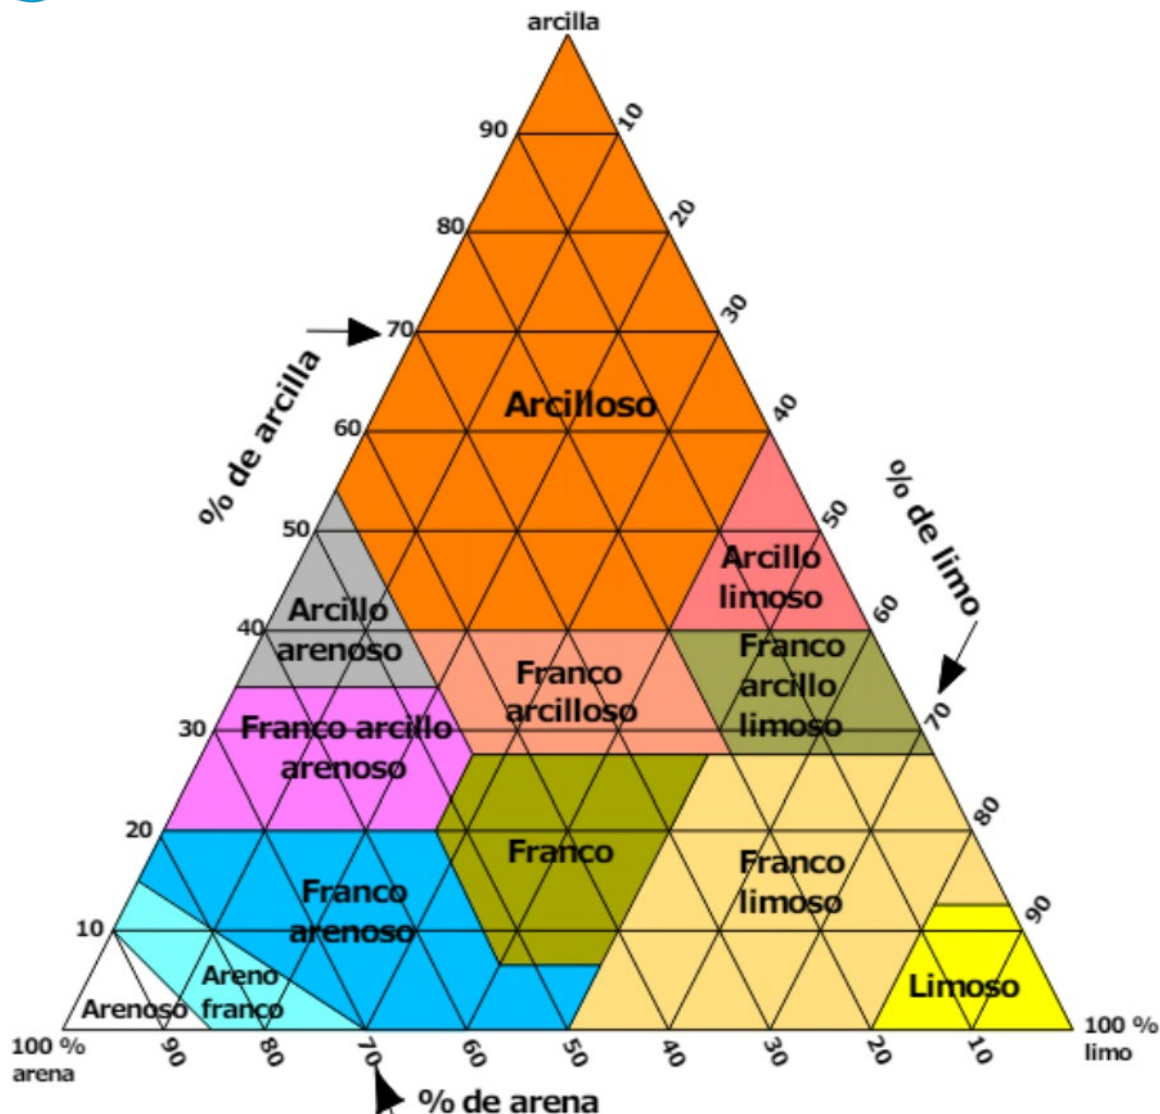 arcilla
90
10
80
20
70
30
% de arcilla
Arcilloso
60
40
% de limo
50
50
Arcillo
limoso
Arcillo
arenoso
40
60
Franco
arcillo
limoso
Franco
arcilloso
30
70
Franco arcillo
arenoso
20
80
Franco
Franco
limoso
Franco
arenoso
10
90
Areno
franco
Arenoso
Limoso
100 %
arena
90
80
70
60
50
40
30
20
10
100 %
limo
% de arena